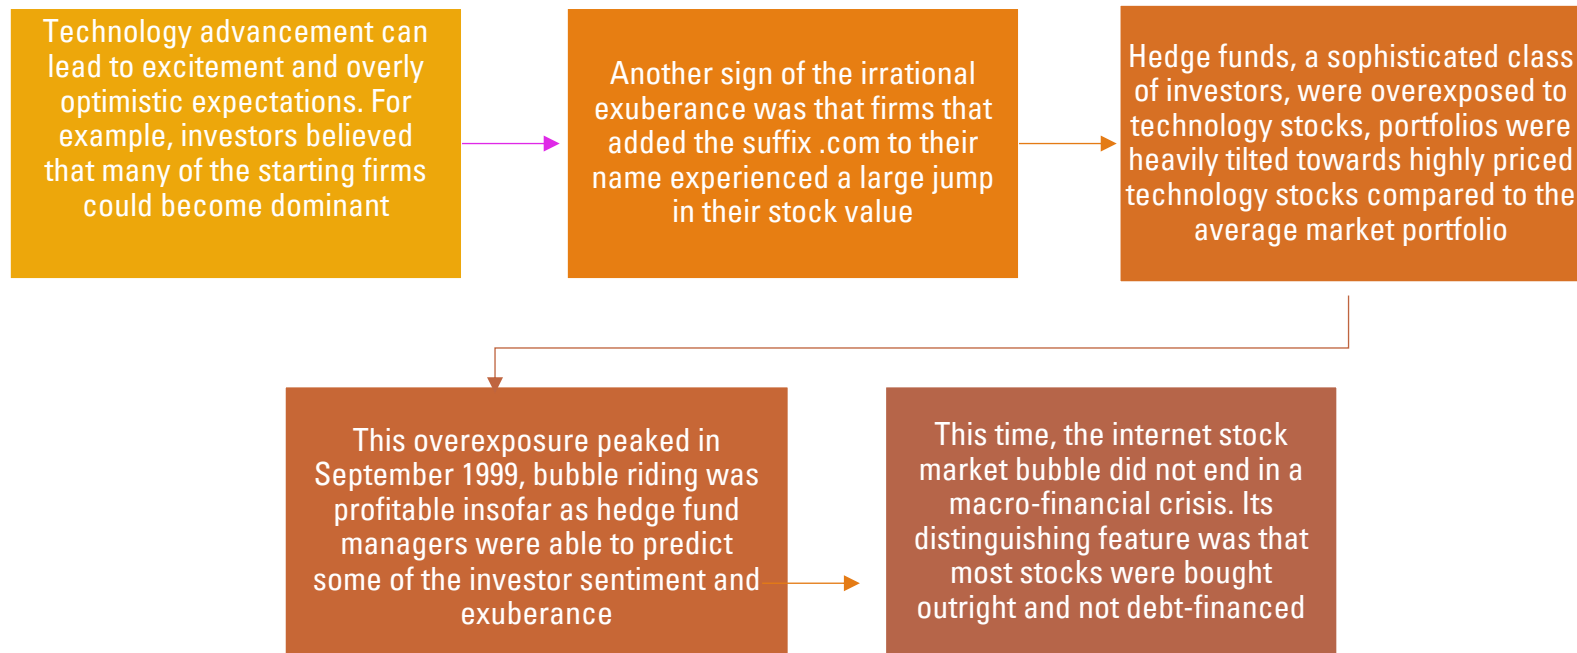 Technology advancement can
lead to excitement and overly
optimistic expectations. For
example, investors believed
that many of the starting firms
could become dominant
Another sign of the irrational
exuberance was that firms that
added the suffix .com to their
name experienced a large jump
in their stock value
Hedge funds, a sophisticated class
of investors, were overexposed to
technology stocks, portfolios were
heavily tilted towards highly priced
technology stocks compared to the
average market portfolio
This overexposure peaked in
September 1999, bubble riding was
profitable insofar as hedge fund
managers were able to predict
some of the investor sentiment and
exuberance
This time, the internet stock
market bubble did not end in a
macro-financial crisis. Its
distinguishing feature was that
most stocks were bought
outright and not debt-financed